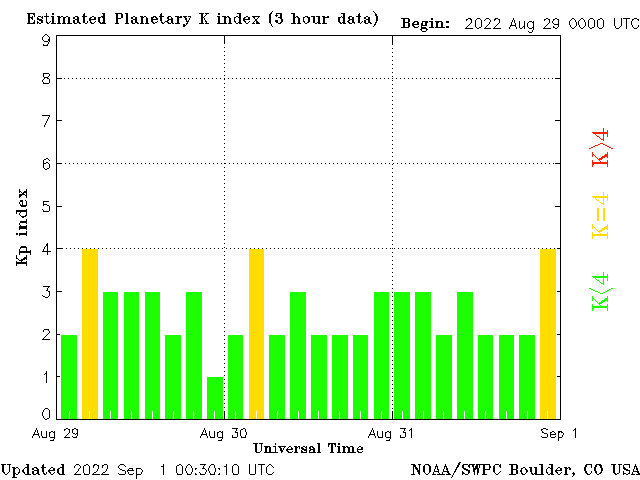 Estimated Planetary K index (3 hour data) Begin: 2022 Aug 29 0000 UTC
9
8
7
6
5
4
3
2
1
0
Kp index
K>4
K=4
K<4
Aug 29 Aug 30 Aug 31 Sep 1
Universal Time
Updated 2022 Sep 1 00:30:10 UTC NOAA/SWPC Boulder, CO USA